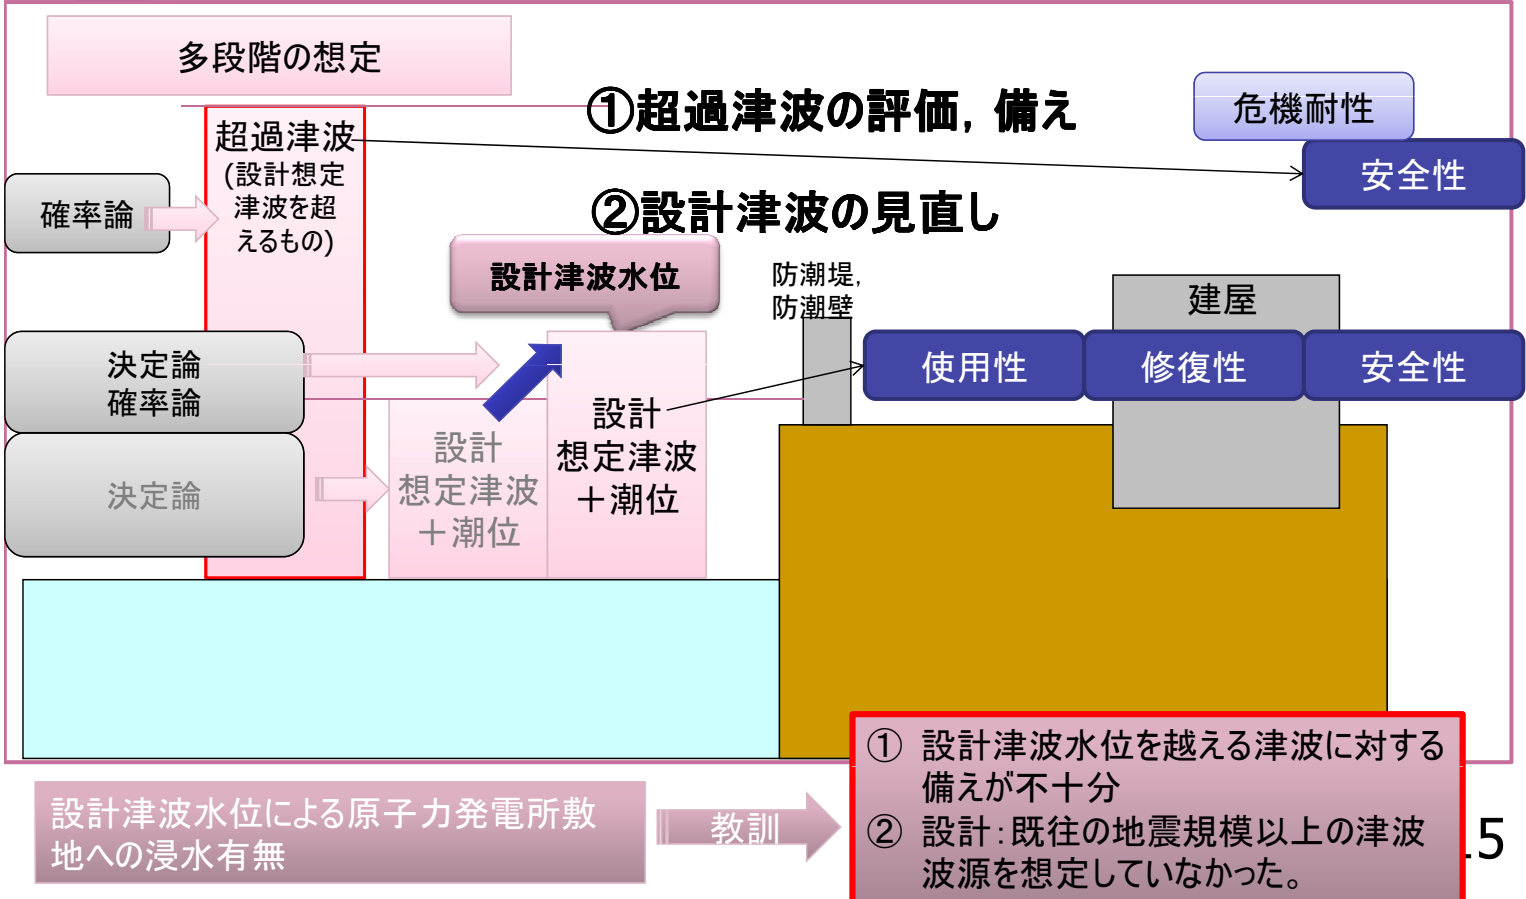 多段階の想定
①超過津波の評価，備え
危機耐性
安全性
超過津波
(設計想定
津波を超
えるもの)
確率論
②設計津波の見直し
設計津波水位
防潮堤，
防潮壁
建屋
決定論
確率論
使用性
修復性
安全性
設計
想定津波
＋潮位
設計
想定津波
＋潮位
決定論
設計津波水位による原子力発電所敷
地への浸水有無
教訓
① 設計津波水位を越える津波に対する
備えが不十分
② 設計：既往の地震規模以上の津波
波源を想定していなかった。
5